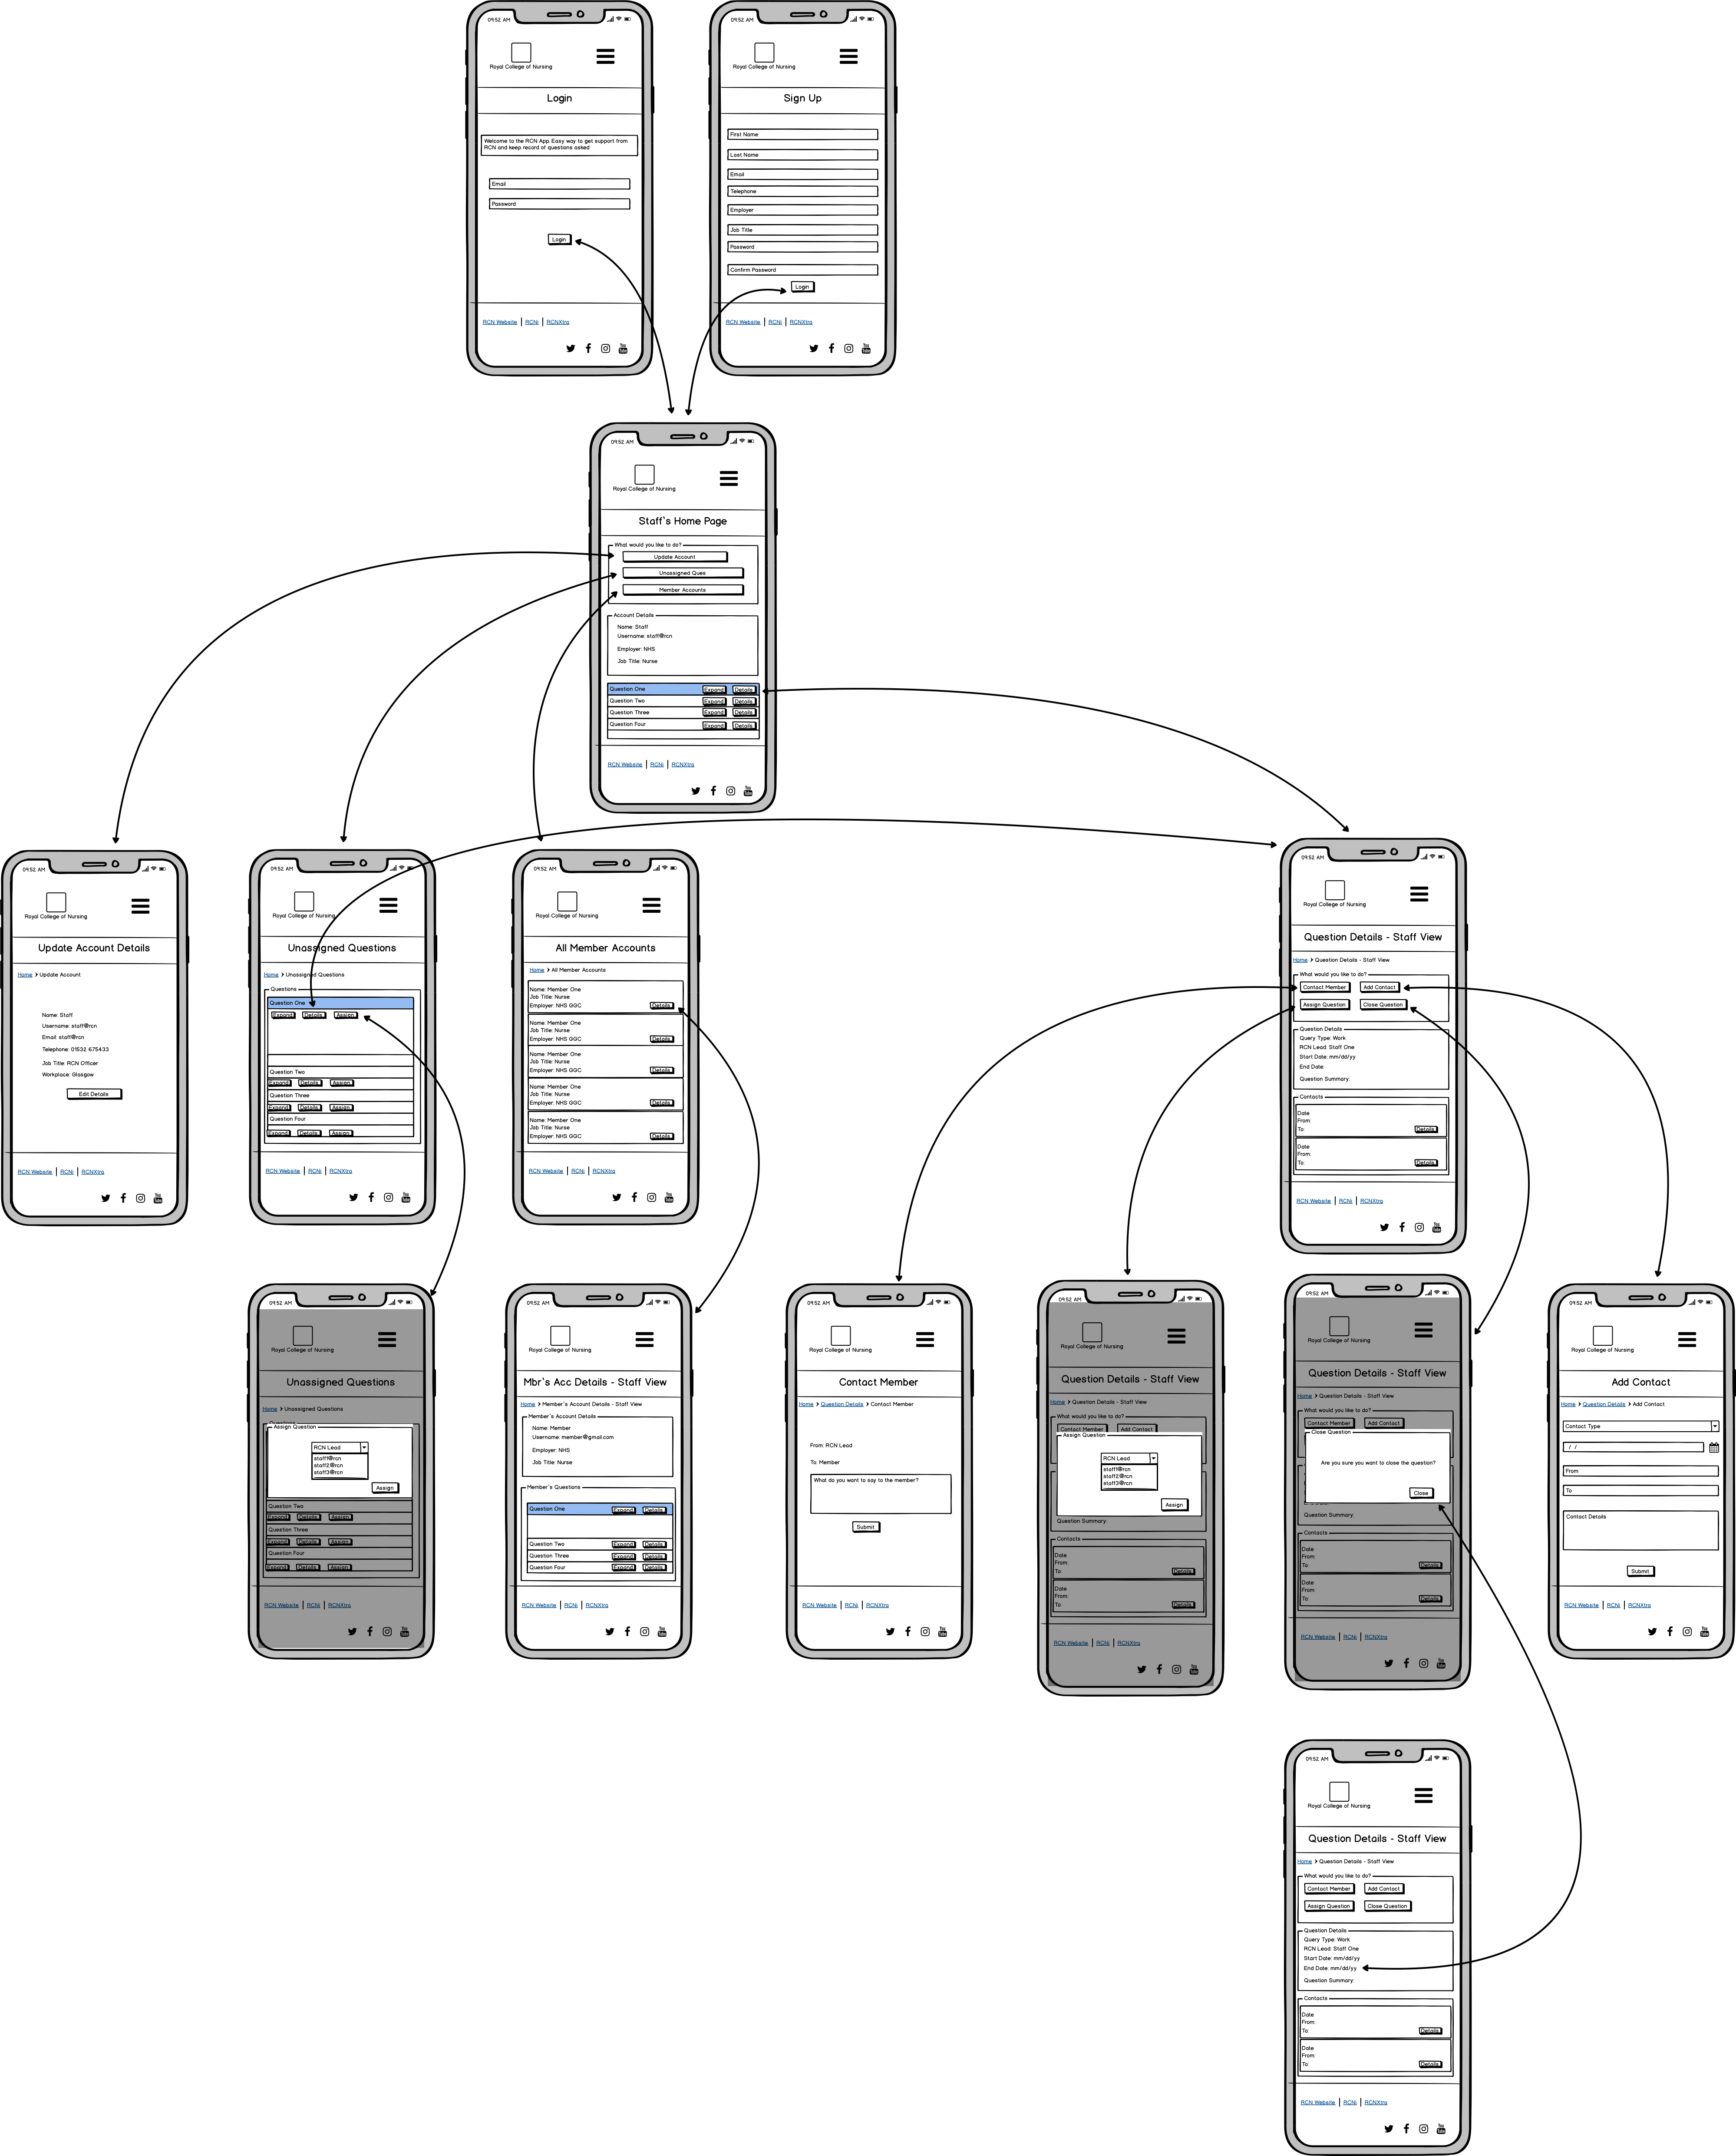 09:52 AM
Royal College of Nursing
Login
Welcome to the RCN App. Easy way to get support from
RCN and keep record of questions asked
Email
Password
Login
RCN Website
RCNi
RCNXtra
You
Tube
09:52 AM
Royal College of Nursing
Sign Up
First Name
Last Name
Email
Telephone
Employer
Job Title
Password
Confirm Password
Login
RCN Website
RCNi
RCNXtra
You
Tube
09:52 AM
Royal College of Nursing
Staff`s Home Page
What would you like to do?
Update Account
Unassigned Ques
Member Accounts
Account Details
Name: Staff
Username: staff@rcn
Employer: NHS
Job Title: Nurse
Question One Expand Details
Question Two Expand Details
Question Three Expand Details
Question Four Expand Details
RCN Website
RCNi
RCNXtra
You
Tube
09:52 AM
Royal College of Nursing
Update Account Details
Home > Update Account
Name: Staff
Username: staff@rcn
Email: staff@rcn
Telephone: 01532 675433
Job Title: RCN Officer
Workplace: Glasgow
Edit Details
RCN Website
RCNi
RCNXtra
You
Tube
09:52 AM
Royal College of Nursing
Unassigned Questions
Home > Unassigned Questions
Questions
Question One
Expand Details Assign
Question Two
Expand Details Assign
Question Three
Expand Details Assign
Question Four
Expand Details Assign
RCN Website
RCNi
RCNXtra
You
Tube
09:52 AM
Royal College of Nursing
All Member Accounts
Home > All Member Accounts
Name: Member One
Job Title: Nurse
Employer: NHS GGC Details
Name: Member One
Job Title: Nurse
Employer: NHS GGC Details
Name: Member One
Job Title: Nurse
Employer: NHS GGC Details
Name: Member One
Job Title: Nurse
Employer: NHS GGC Details
Name: Member One
Job Title: Nurse
Employer: NHS GGC Details
RCN Website
RCNi
RCNXtra
You
Tube
09:52 AM
Royal College of Nursing
Question Details - Staff View
Home > Question Details - Staff View
What would you like to do?
Contact Member Add Contact
Assign Question Close Question
Question Details
Query Type: Work
RCN Lead: Staff One
Start Date: mm/dd/yy
End Date:
Question Summary:
Contacts
Date
From:
To: Details
Date
From:
To: Details
RCN Website
RCNi
RCNXtra
You
Tube
09:52 AM
Royal College of Nursing
Unassigned Questions
Home > Unassigned Questions
Questions
Assign Question
RCN Lead
staff1@rcn
staff2@rcn
staff3@rcn
Assign
Question Two
Expand Details Assign
Question Three
Expand Details Assign
Question Four
Expand Details Assign
RCN Website
RCNi
RCNXtra
You
Tube
09:52 AM
Royal College of Nursing
Mbr`s Acc Details - Staff View
Home > Member`s Account Details - Staff View
Member`s Account Details
Name: Member
Username: member@gmail.com
Employer: NHS
Job Title: Nurse
Member`s Questions
Question One Expand Details
Question Two Expand Details
Question Three Expand Details
Question Four Expand Details
RCN Website
RCNi
RCNXtra
You
Tube
09:52 AM
Royal College of Nursing
Contact Member
Home > Question Details > Contact Member
From: RCN Lead
To: Member
What do you want to say to the member?
Submit
RCN Website
RCNi
RCNXtra
You
Tube
09:52 AM
Royal College of Nursing
Question Details - Staff View
Home > Question Details - Staff View
What would you like to do?
Contact Member Add Contact
Assign Question
RCN Lead
staff1@rcn
staff2@rcn
staff3@rcn
Assign
Question Summary:
Contacts
Date
From:
To: Details
Date
From:
To: Details
RCN Website
RCNi
RCNXtra
You
Tube
09:52 AM
Royal College of Nursing
Question Details - Staff View
Home > Question Details - Staff View
What would you like to do?
Contact Member Add Contact
Close Question
Are you sure you want to close the question?
Close
Question Summary:
Contacts
Date
From:
To: Details
Date
From:
To: Details
RCN Website
RCNi
RCNXtra
You
Tube
09:52 AM
Royal College of Nursing
Add Contact
Home > Question Details > Add Contact
Contact Type
/ /
From
To
Contact Details
Submit
RCN Website
RCNi
RCNXtra
You
Tube
09:52 AM
Royal College of Nursing
Question Details - Staff View
Home > Question Details - Staff View
What would you like to do?
Contact Member Add Contact
Assign Question Close Question
Question Details
Query Type: Work
RCN Lead: Staff One
Start Date: mm/dd/yy
End Date: mm/dd/yy
Question Summary:
Contacts
Date
From:
To: Details
Date
From:
To: Details
RCN Website
RCNi
RCNXtra
You
Tube